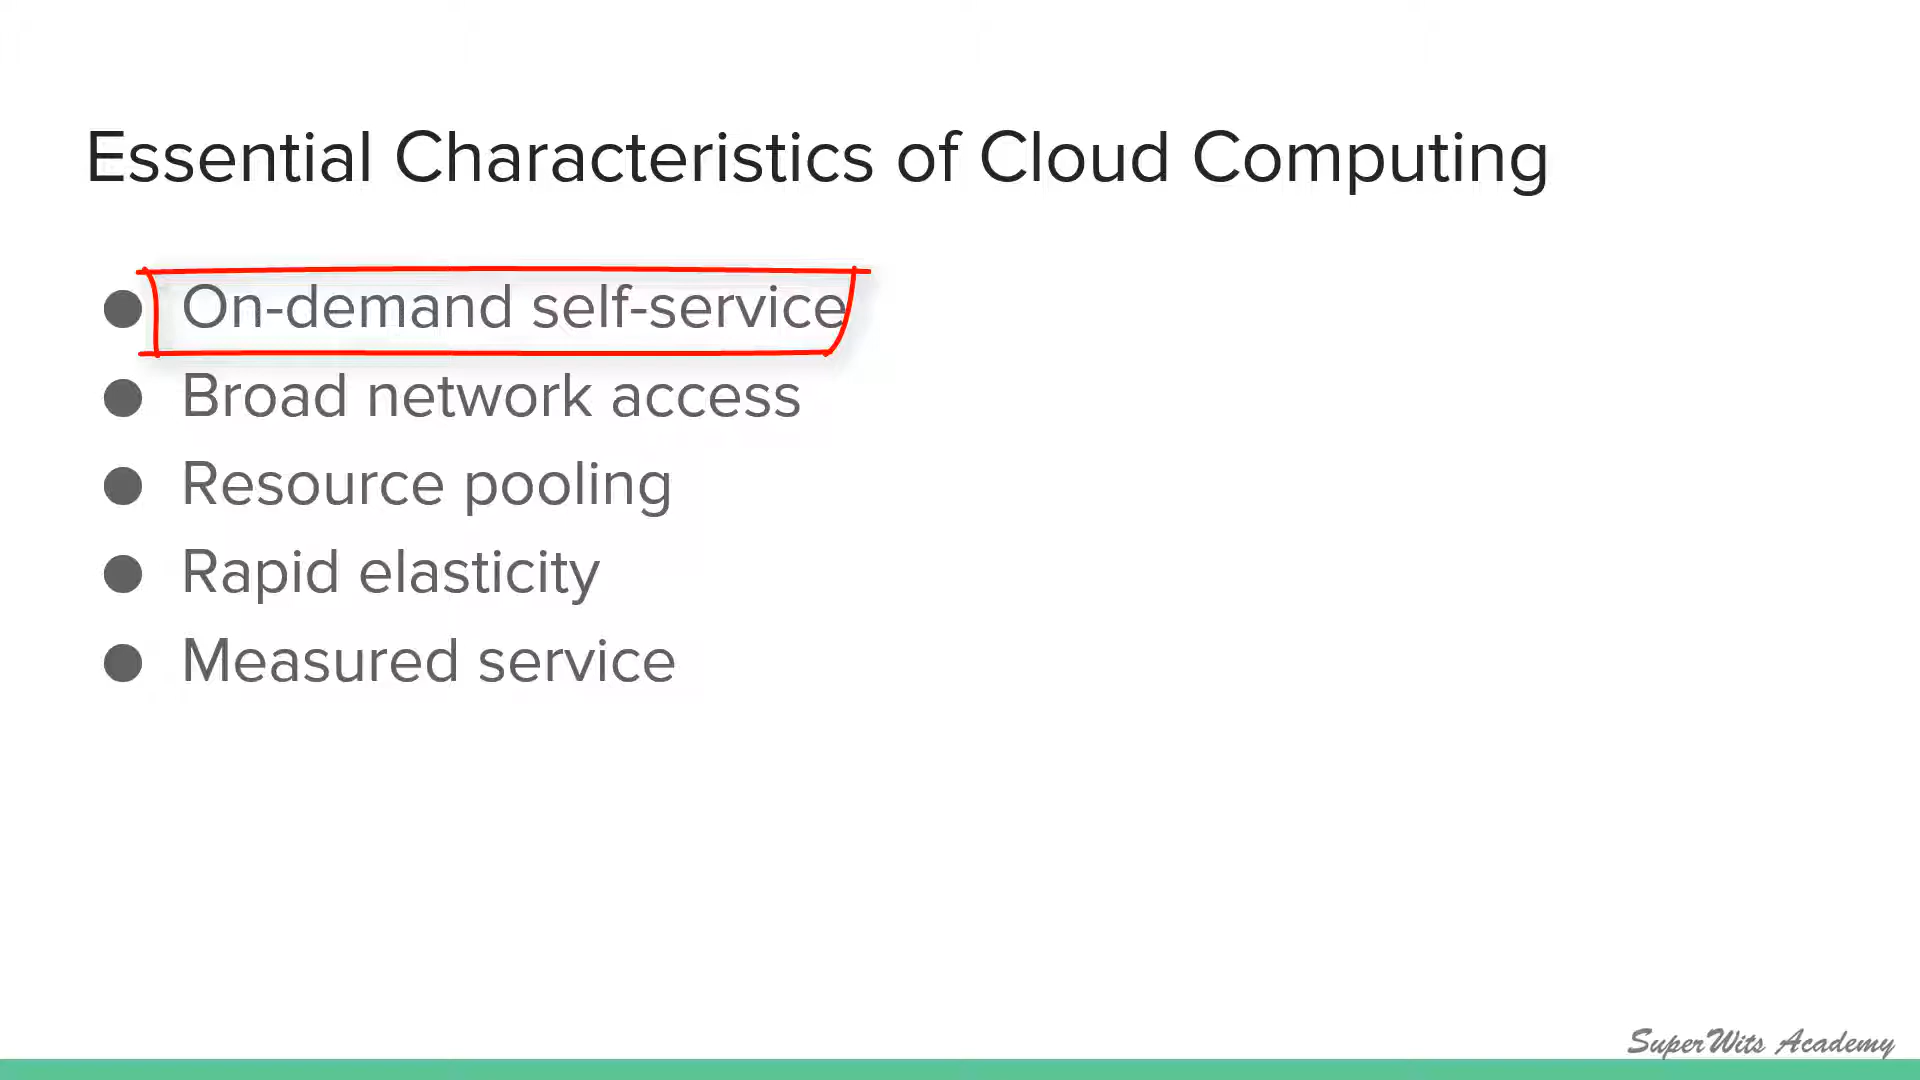 Essential Characteristics of Cloud Computing
● On-demand self-service
● Broad network access
● Resource pooling
● Rapid elasticity
● Measured service
SuperWits Academy